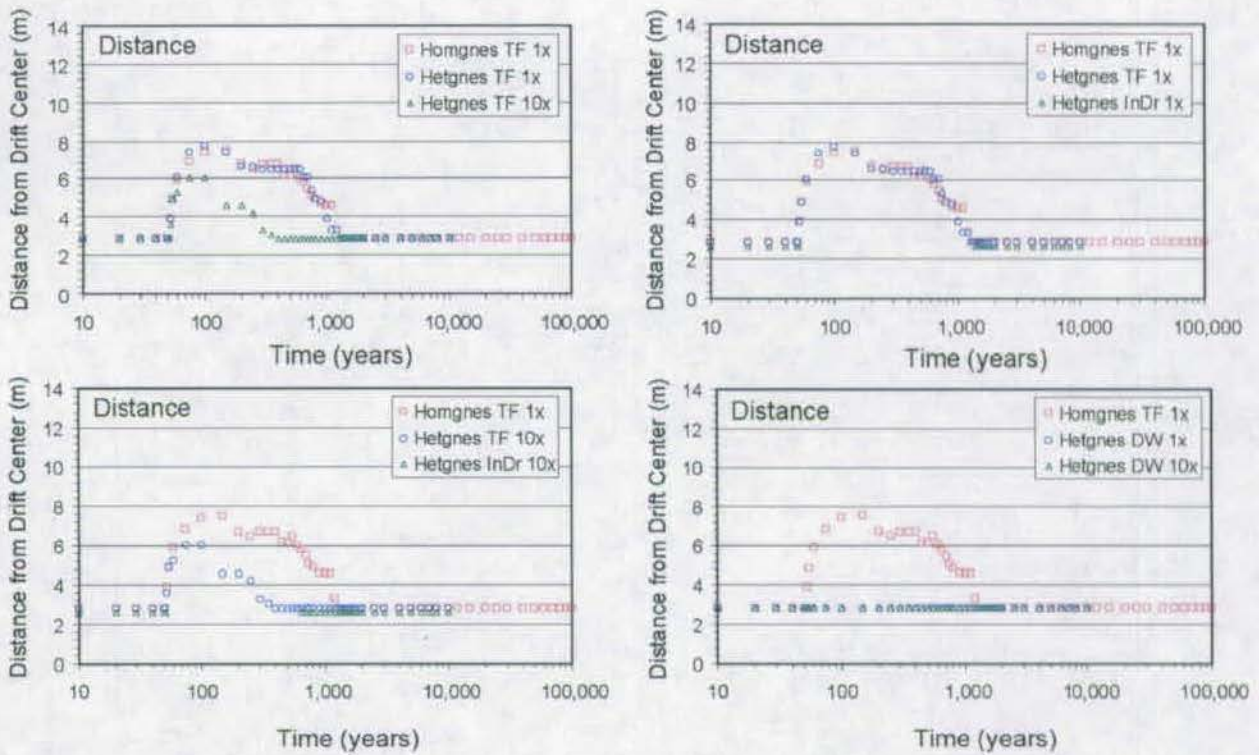 Distance from Drift Center (m)
14
12
10
8
6
4
2
0
Distance
Homgnes TF 1x
Hetgnes TF 1x
Hetgnes TF 10x
10
100
1,000
10,000
100,000
Time (years)
Distance from Drift Center (m)
14
12
10
8
6
4
2
0
Distance
Homgnes TF 1x
Hetgnes TF 1x
Hetgnes InDr 1x
10
100
1,000
10,000
100,000
Time (years)
Distance from Drift Center (m)
14
12
10
8
6
4
2
0
Distance
Homgnes TF 1x
Hetgnes TF 10x
Hetgnes InDr 10x
10
100
1,000
10,000
100,000
Time (years)
Distance from Drift Center (m)
14
12
10
8
6
4
2
0
Distance
Homgnes TF 1x
Hetgnes DW 1x
Hetgnes DW 10x
10
100
1,000
10,000
100,000
Time (years)